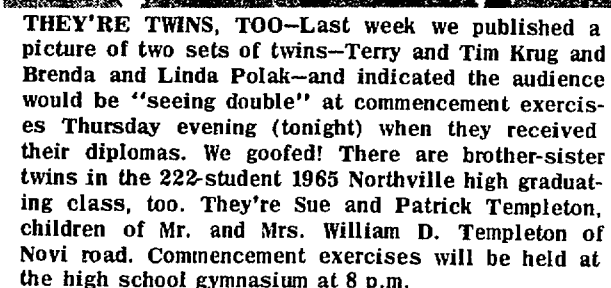 THEY'RE TWINS, TOO—Last week we published a
picture of two sets of twins—Terry and Tim Krug and
Brenda and Linda Polak—and indicated the audience
would be "seeing double" at commencement exercis-
es Thursday evening (tonight) when they received
their diplomas. We goofed! There are brother-sister
twins in the 222-student 1965 Northville high graduat-
ing class, too. They're Sue and Patrick Templeton,
children of Mr. and Mrs. William D. Templeton of
Novi road. Commencement exercises will be held at
the high school gymnasium at 8 p.m.